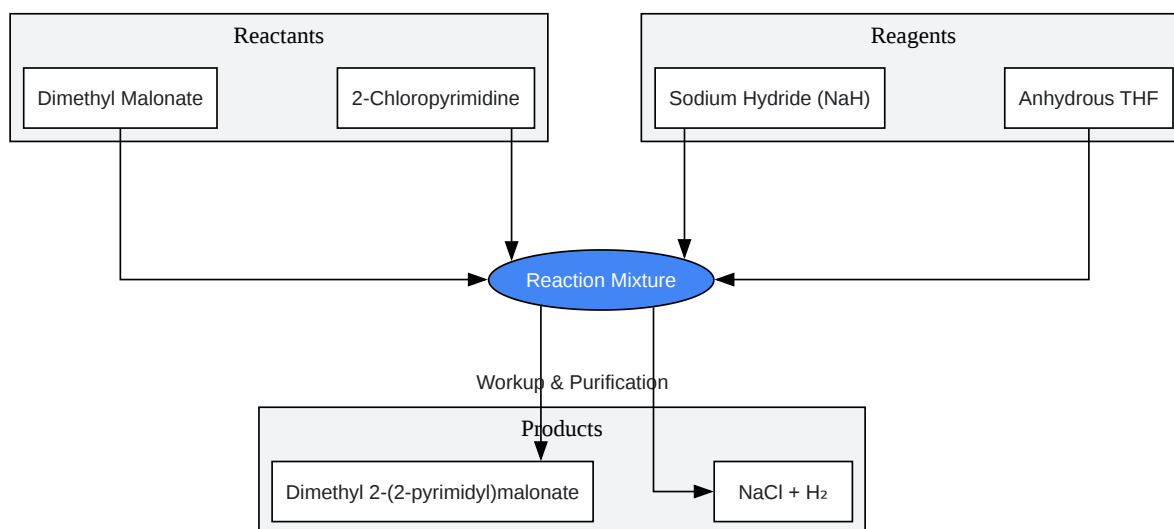 Reactants
Reagents
Dimethyl Malonate
2-Chloropyrimidine
Sodium Hydride (NaH)
Anhydrous THF
Reaction Mixture
Workup & Purification
Products
Dimethyl 2-(2-pyrimidyl)malonate
NaCl + H₂